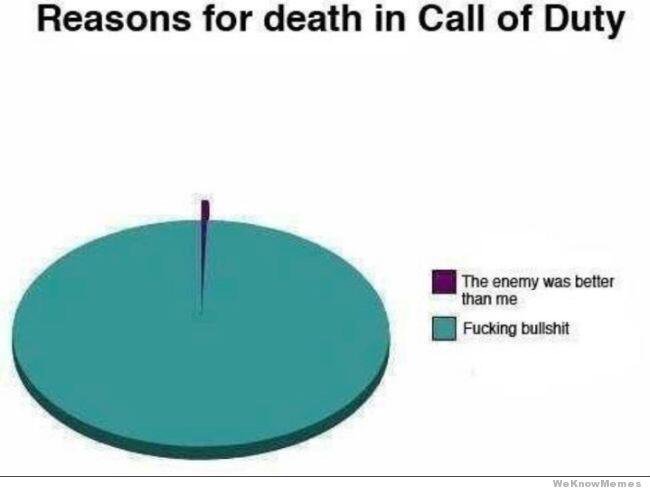 Reasons for death in Call of Duty
The enemy was better
than me
Fucking bullshit
WeKnowMemes